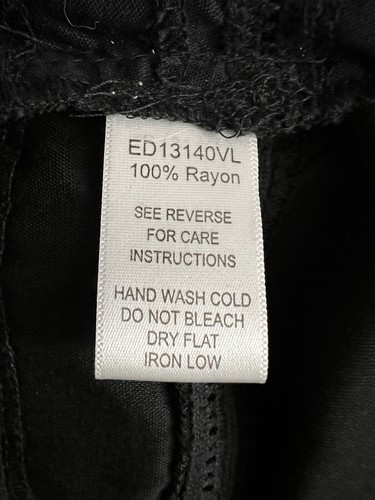 ED13140VL
100% Rayon
SEE REVERSE
FOR CARE
INSTRUCTIONS
HAND WASH COLD
DO NOT BLEACH
DRY FLAT
IRON LOW